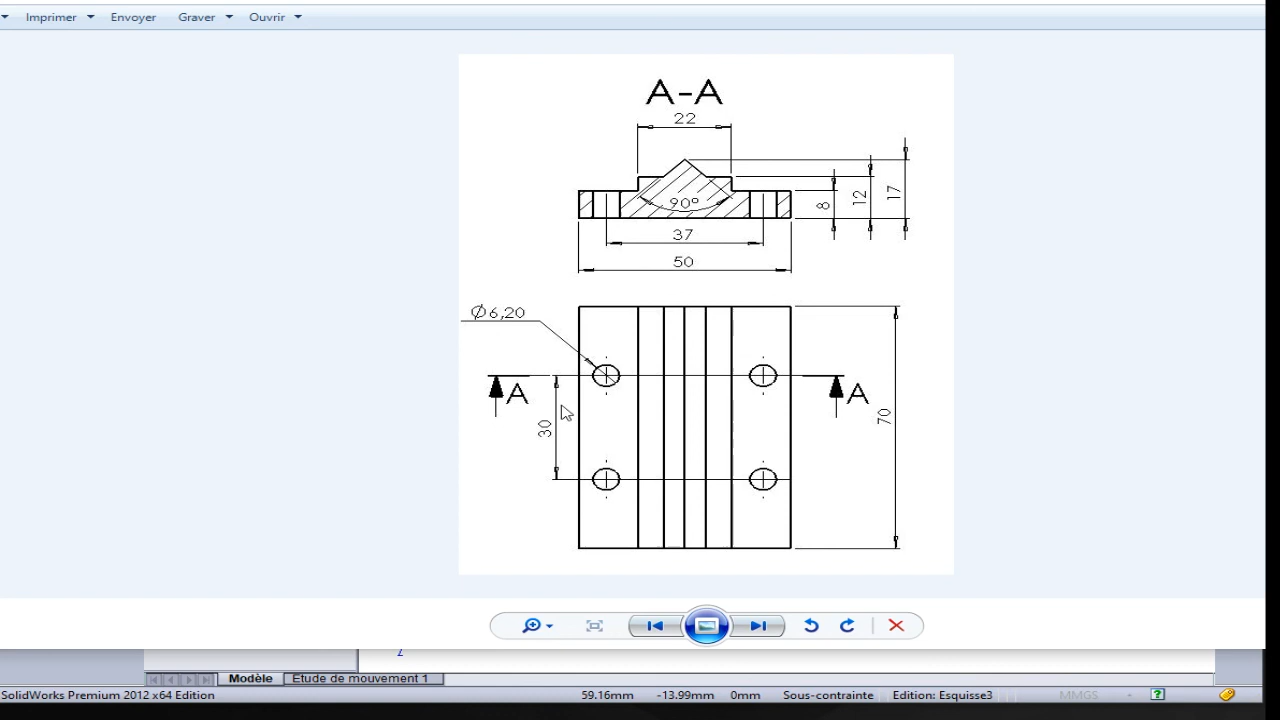 Imprimer Envoyer Graver Ouvrir
A-A
22
90°
8
12
17
37
50
Ø6,20
A
A
30
70
z
Modèle Étude de mouvement 1
SolidWorks Premium 2012 x64 Edition 59.16mm -13.99mm 0mm Sous-contrainte Edition: Esquisse3 MMGS - ?